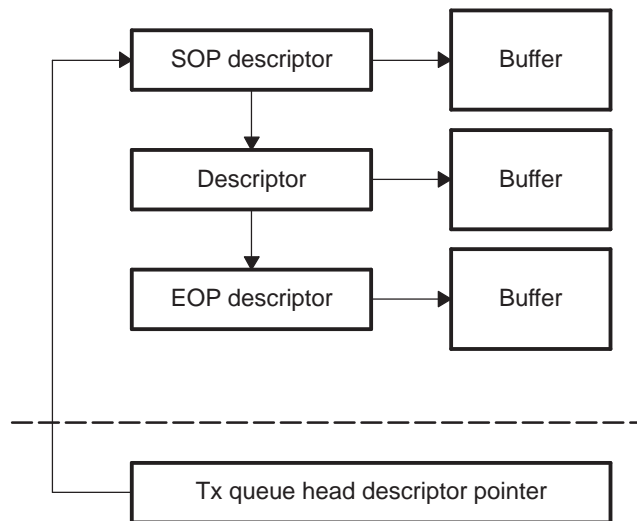 SOP descriptor
Buffer
Descriptor
Buffer
EOP descriptor
Buffer
Tx queue head descriptor pointer